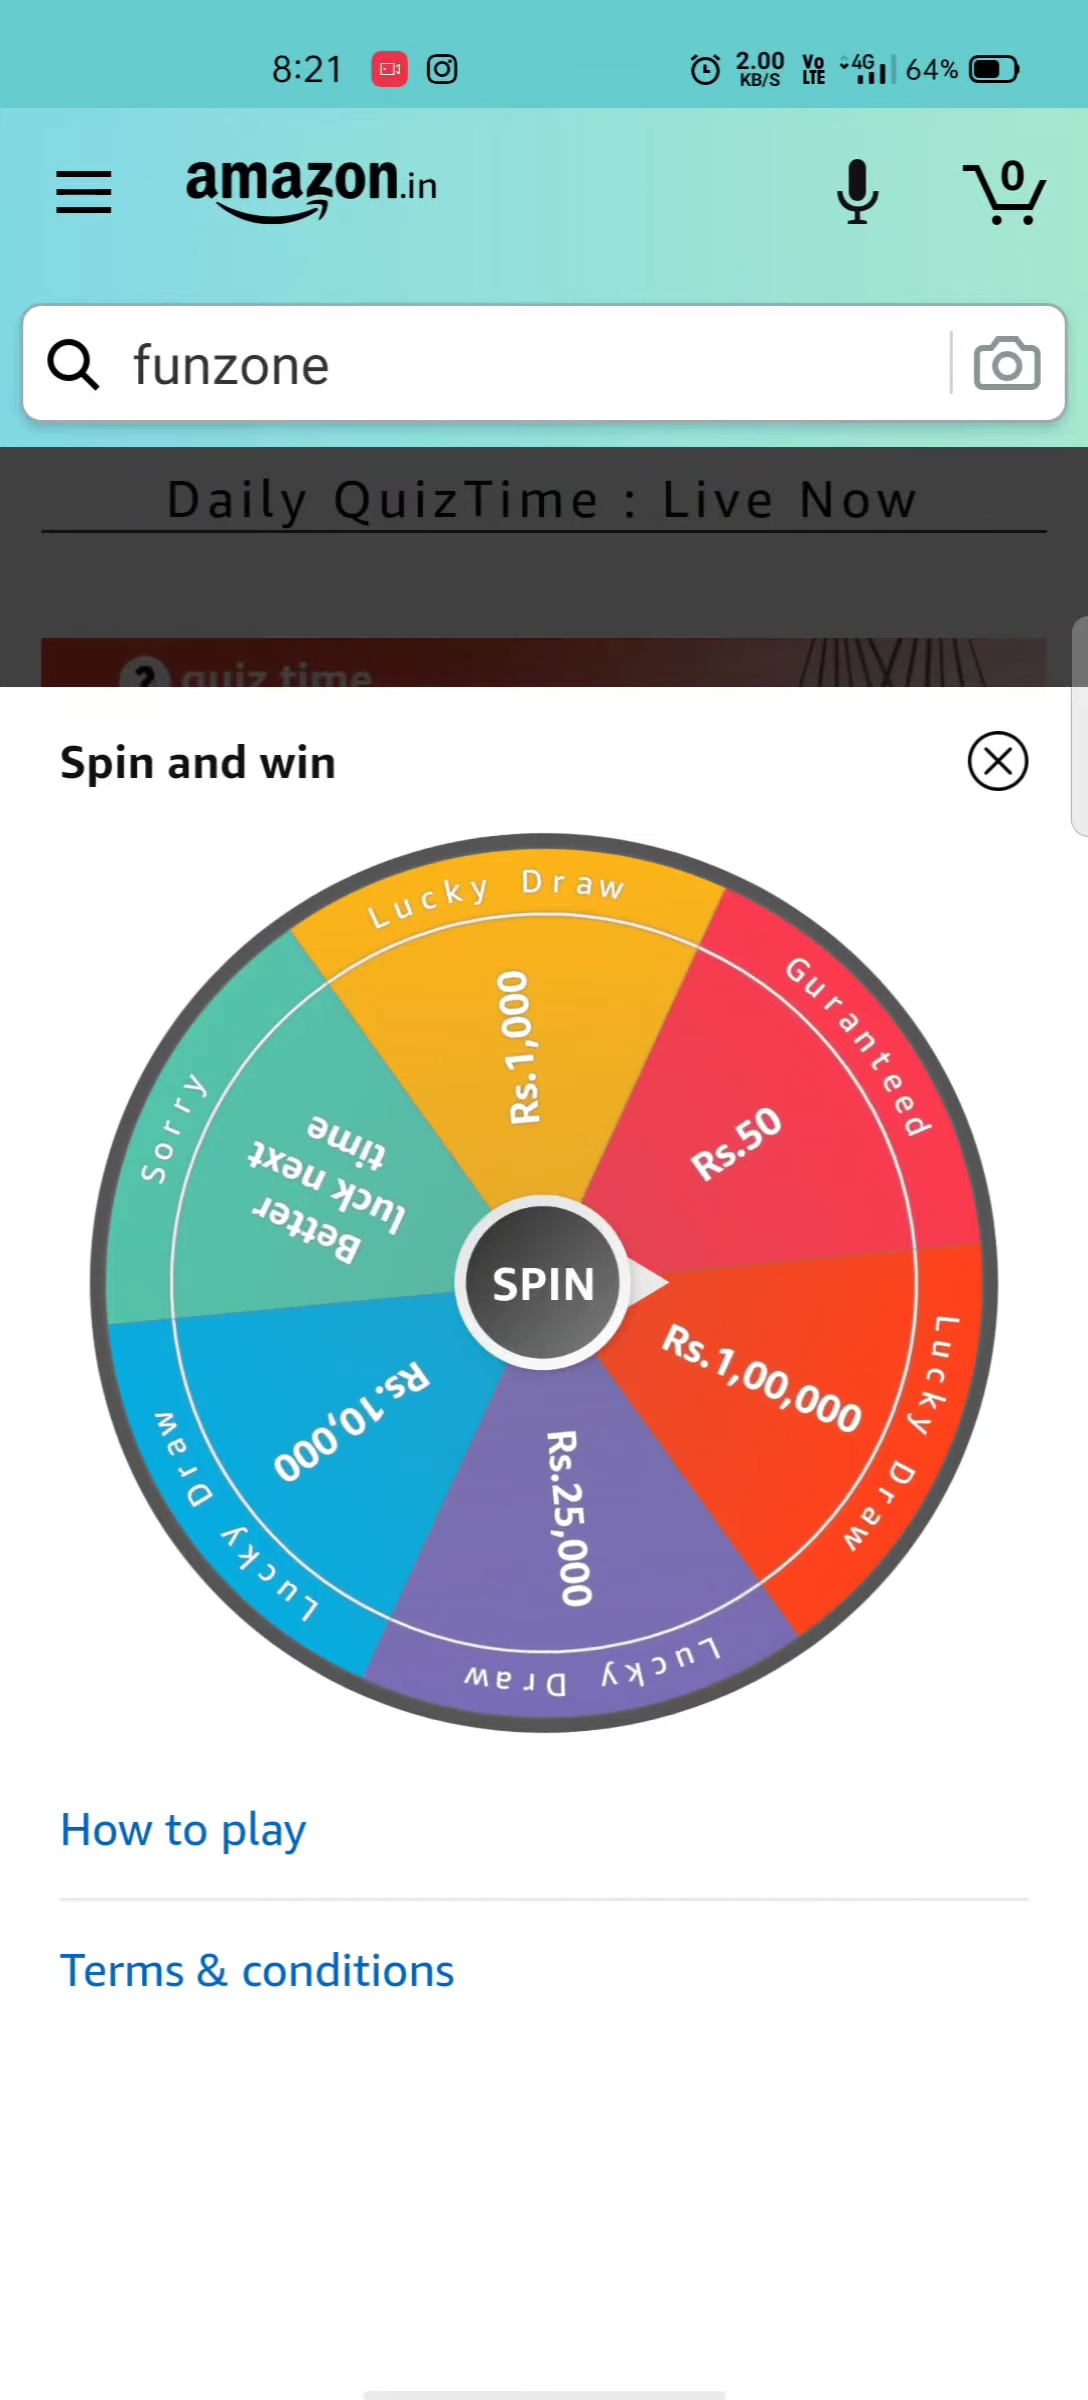 8:21
2.00 KB/S
Vo LTE
4G
64%
amazon.in
0
funzone
Daily QuizTime : Live Now
? quiz time
Spin and win
Lucky Draw
Rs.1,000
Guranteed
Rs.50
Lucky Draw
Rs.1,00,000
Lucky Draw
Rs.25,000
Lucky Draw
Rs.10,000
Sorry
Better
luck next
time
SPIN
How to play
Terms & conditions